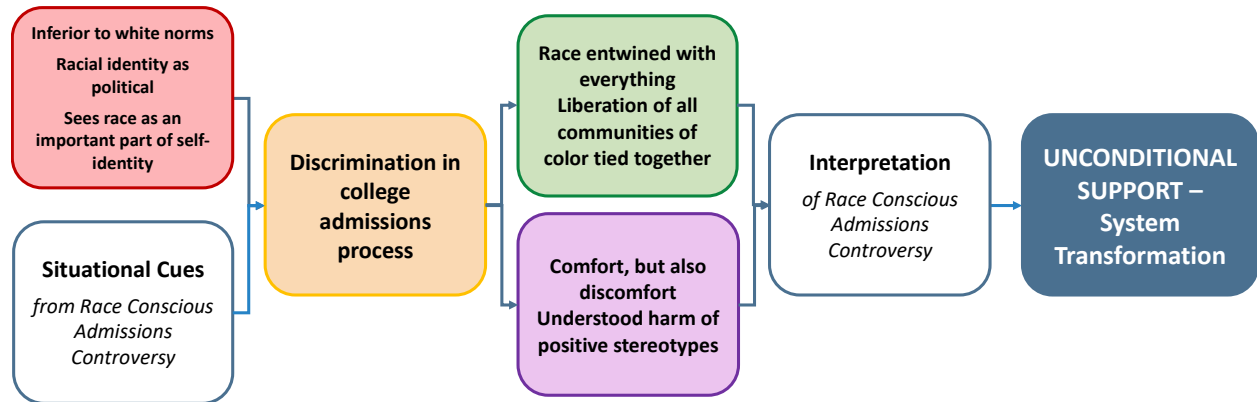 Inferior to white norms
Racial identity as
political
Sees race as an
important part of self-
identity
Situational Cues
from Race Conscious
Admissions
Controversy
Discrimination in
college
admissions
process
Race entwined with
everything
Liberation of all
communities of
color tied together
Comfort, but also
discomfort
Understood harm of
positive stereotypes
Interpretation
of Race Conscious
Admissions
Controversy
UNCONDITIONAL
SUPPORT –
System
Transformation